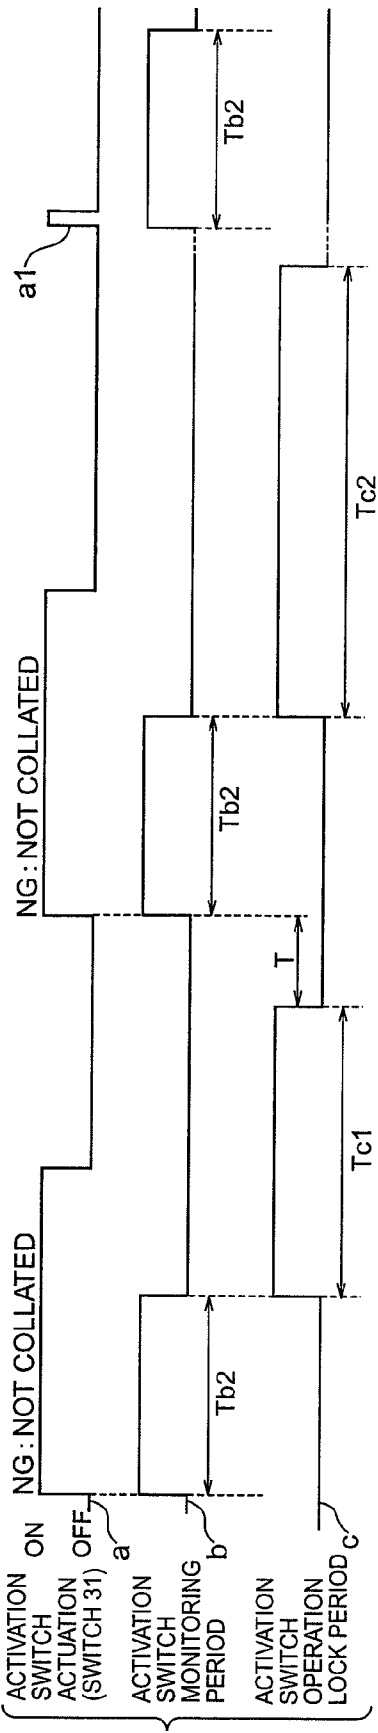 ACTIVATION
SWITCH
ACTUATION
(SWITCH 31)
ON
OFF
a
NG : NOT COLLATED
NG : NOT COLLATED
a1
ACTIVATION
SWITCH
MONITORING
PERIOD
b
Tb2
Tb2
Tb2
ACTIVATION
SWITCH
OPERATION
LOCK PERIOD
c
Tc1
T
Tc2